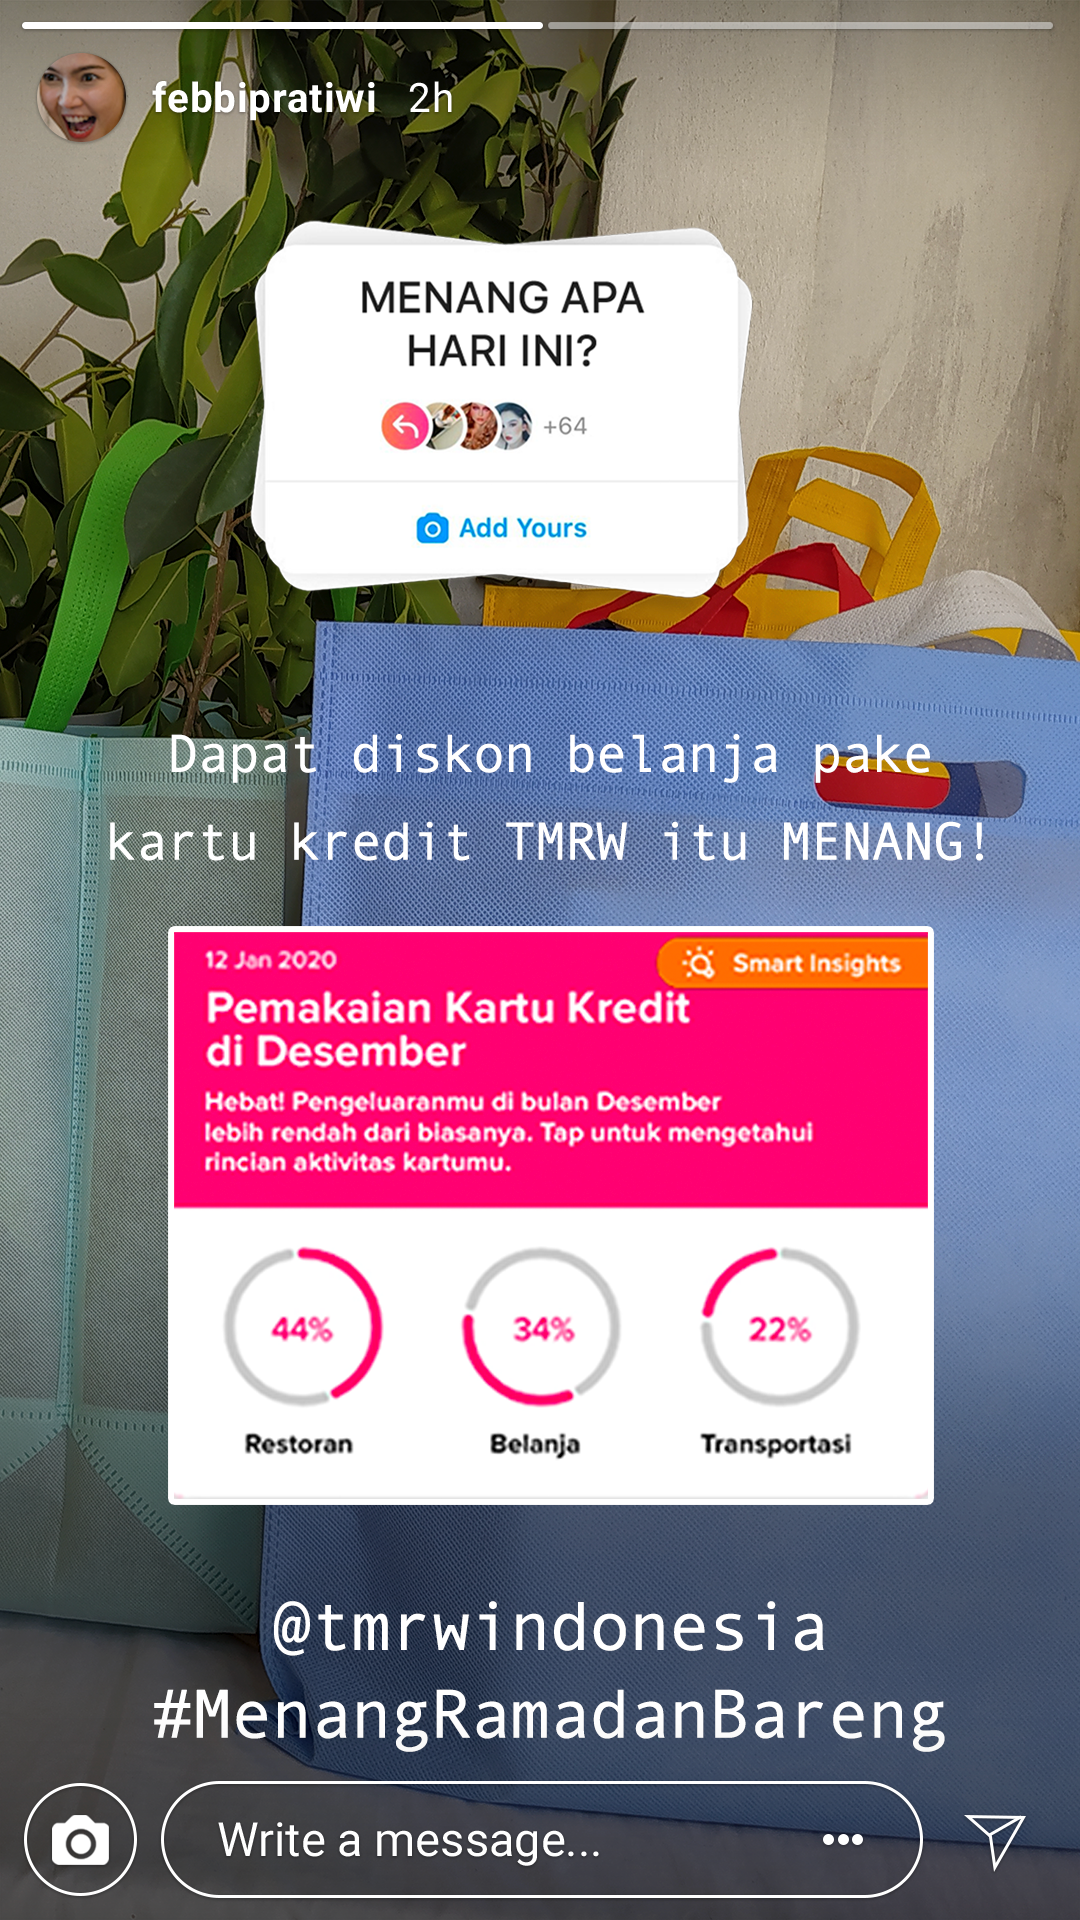 febbipratiwi 2h
MENANG APA
HARI INI?
+64
Add Yours
Dapat diskon belanja pake
kartu kredit TMRW itu MENANG!
12 Jan 2020
Smart Insights
Pemakaian Kartu Kredit
di Desember
Hebat! Pengeluaranmu di bulan Desember
lebih rendah dari biasanya. Tap untuk mengetahui
rincian aktivitas kartumu.
44% 34% 22%
Restoran Belanja Transportasi
@tmrwindonesia
#MenangRamadanBareng
Write a message...